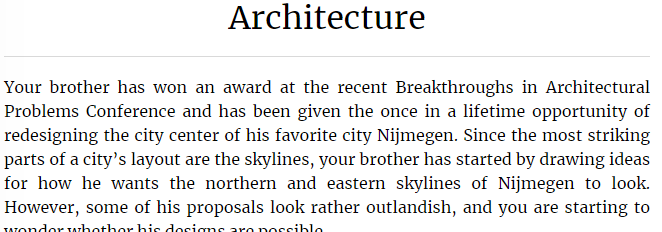 Architecture
Your brother has won an award at the recent Breakthroughs in Architectural
Problems Conference and has been given the once in a lifetime opportunity of
redesigning the city center of his favorite city Nijmegen. Since the most striking
parts of a city’s layout are the skylines, your brother has started by drawing ideas
for how he wants the northern and eastern skylines of Nijmegen to look.
However, some of his proposals look rather outlandish, and you are starting to
wonder whether his designs are possible.